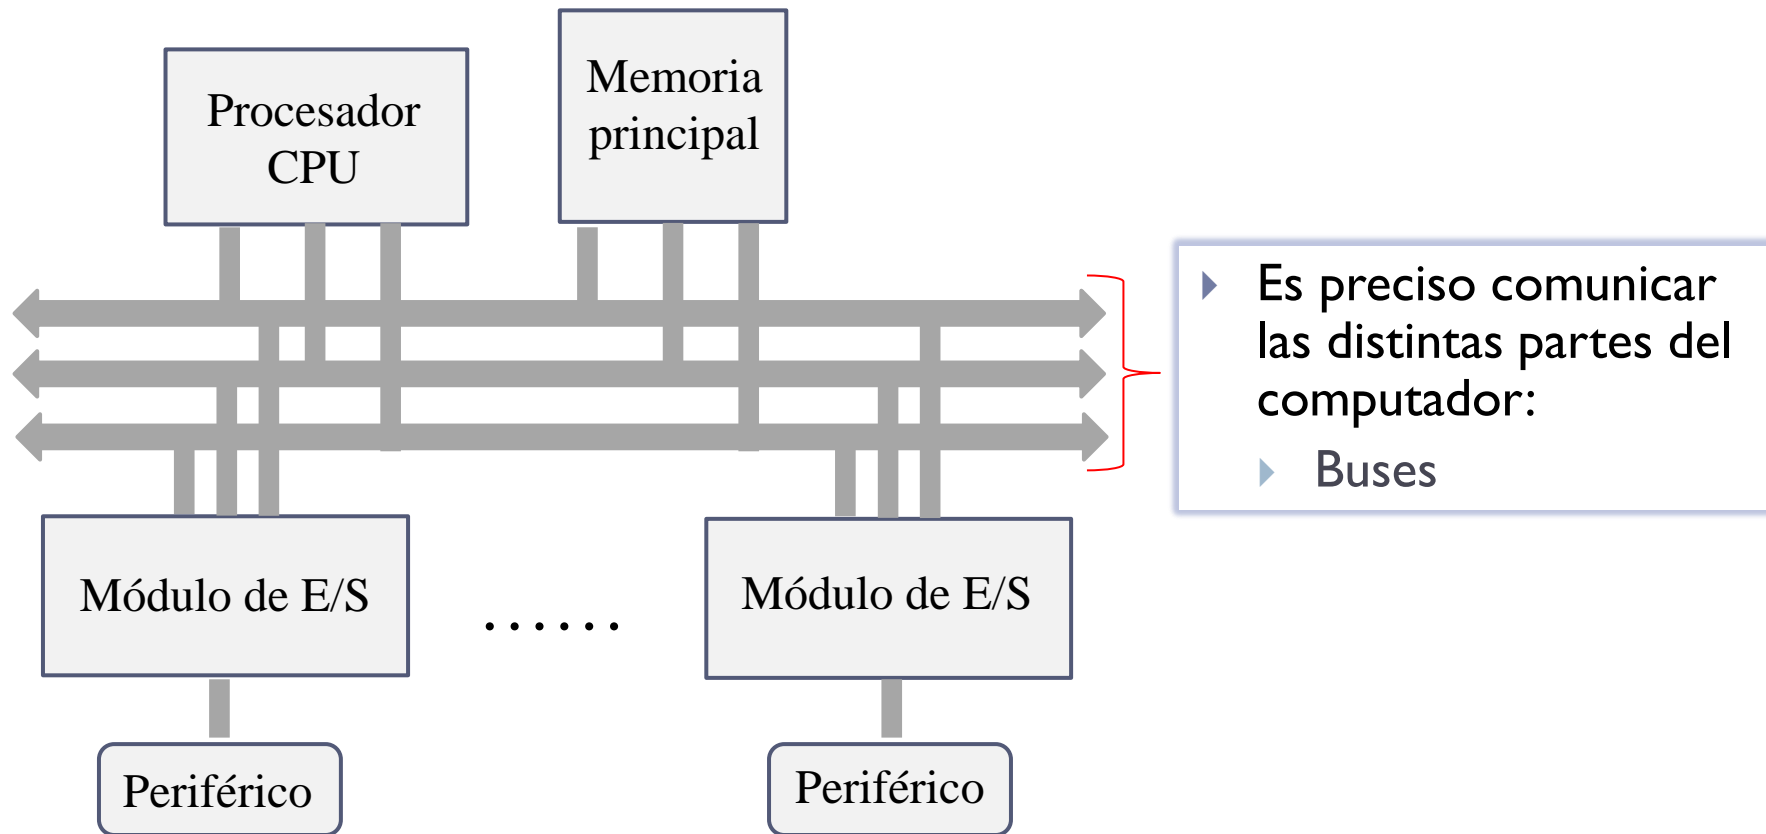 Procesador
CPU
Memoria
principal
Es preciso comunicar
las distintas partes del
computador:
Buses
Módulo de E/S
......
Módulo de E/S
Periférico
Periférico